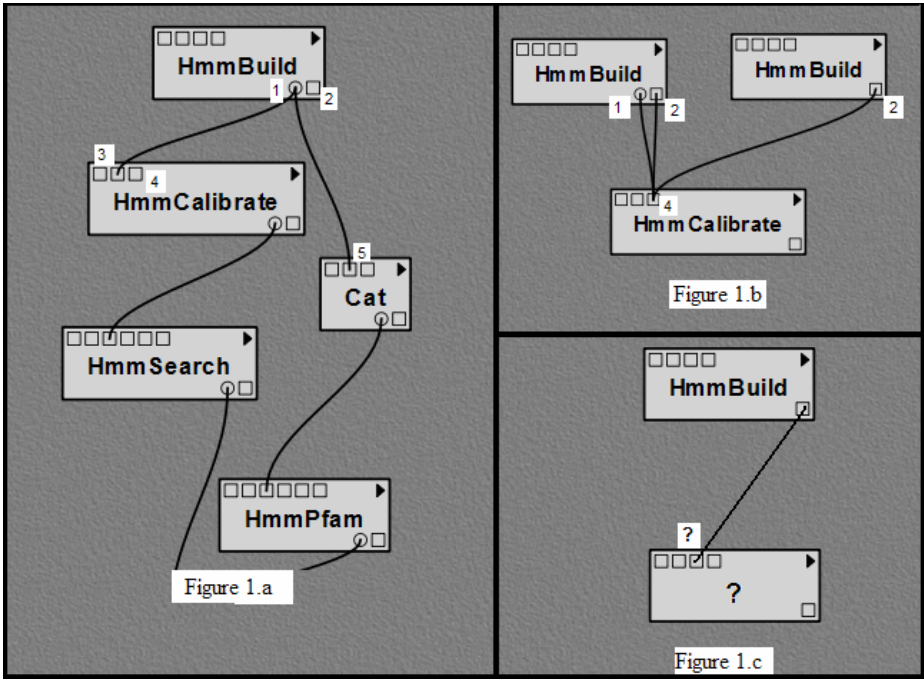 HmmBuild
1
2
3
4
HmmCalibrate
5
Cat
HmmSearch
HmmPfam
Figure 1.a
HmmBuild
1
2
HmmBuild
2
4
HmmCalibrate
Figure 1.b
HmmBuild
?
?
Figure 1.c